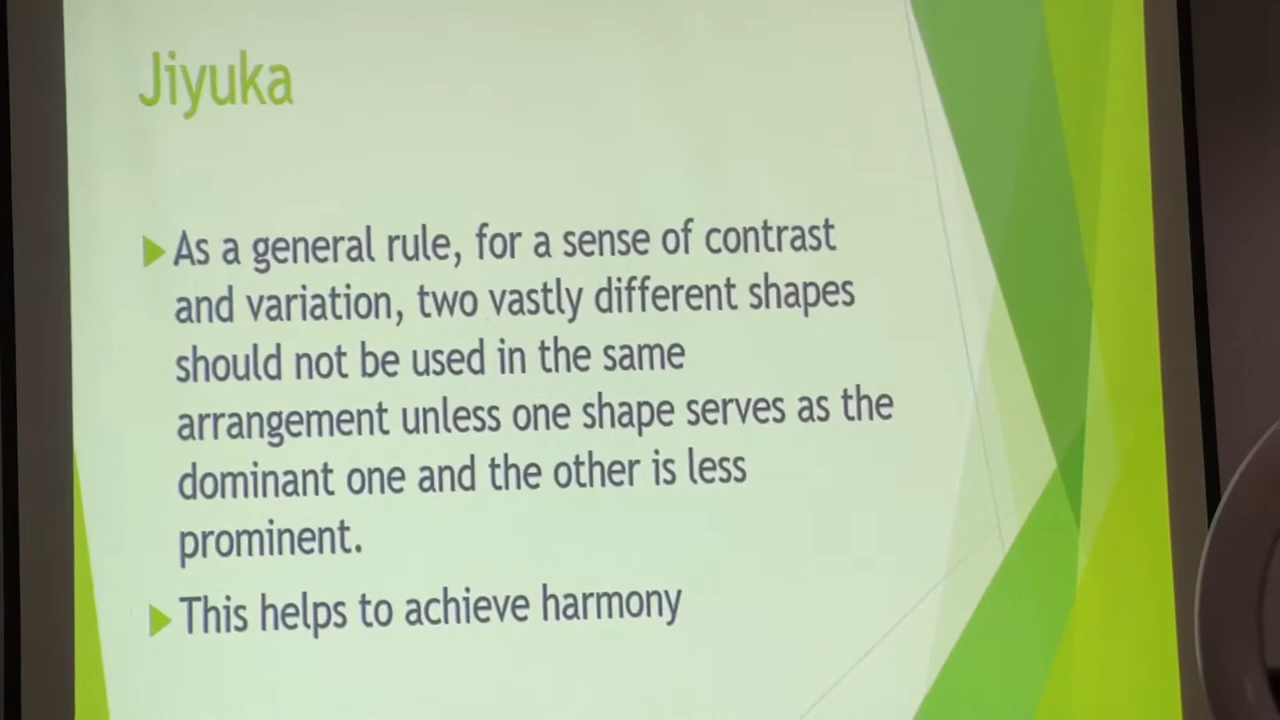 Jiyuka
As a general rule, for a sense of contrast
and variation, two vastly different shapes
should not be used in the same
arrangement unless one shape serves as the
dominant one and the other is less
prominent.
This helps to achieve harmony